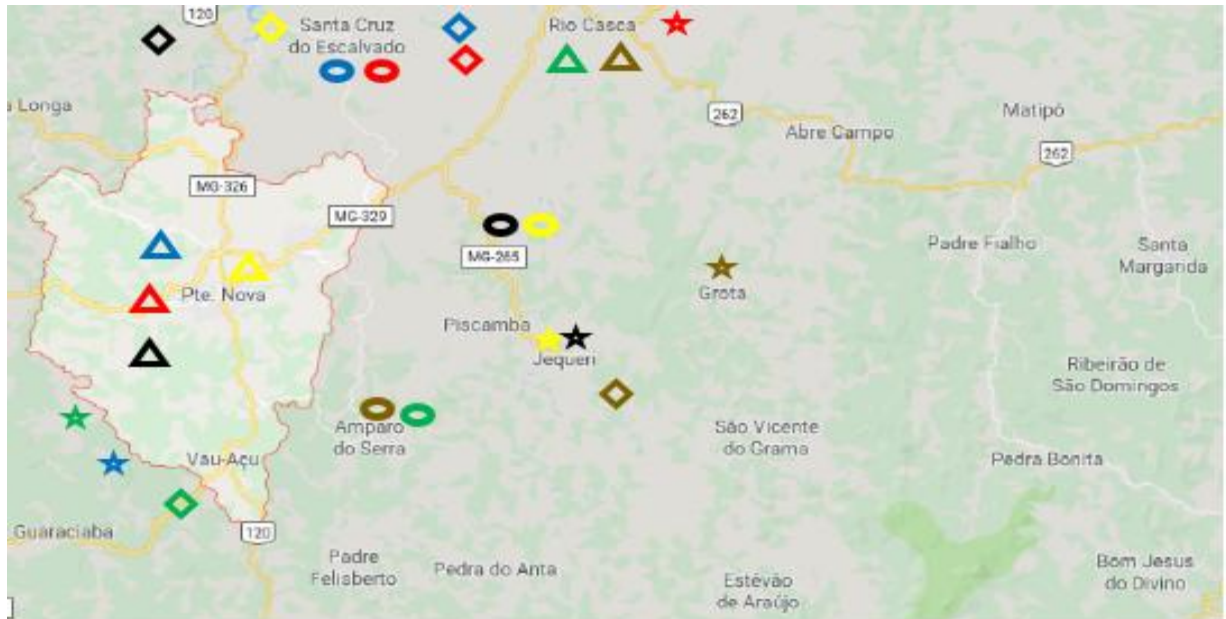 120
Santa Cruz
do Escalvado
Rio Casca
a Longa
262
Matipó
Abre Campo
262
MG-326
MG-329
Padre Fialho
Santa
Margarida
MG-265
Grota
Pte. Nova
Piscamba
Jequeri
Ribeirão de
São Domingos
Amparo
do Serra
São Vicente
do Grama
Vau-Açu
Pedra Bonita
Guaraciaba
120
Padre
Felisberto
Pedra do Anta
Bom Jesus
do Divino
Estêvão
de Araújo